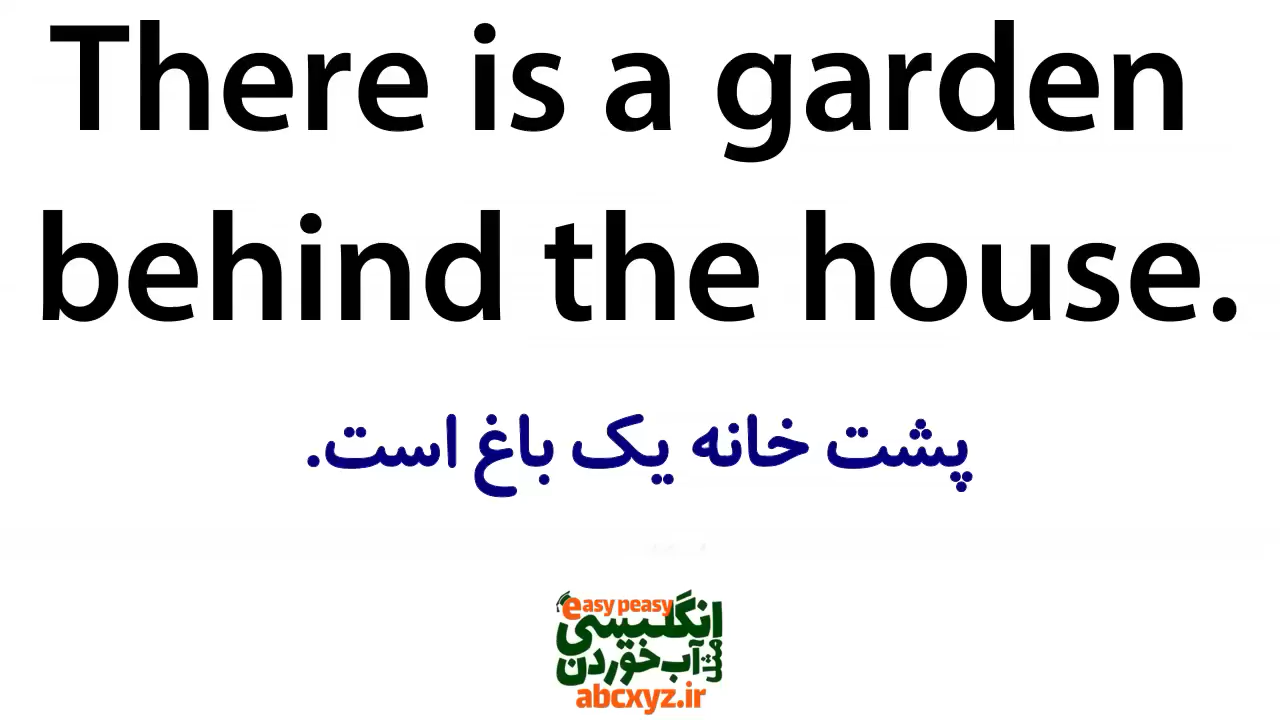 There is a garden
behind the house.
پشت خانه یک باغ است.
easy peasy
انگلیسی
مثل آب خوردن
abcxyz.ir